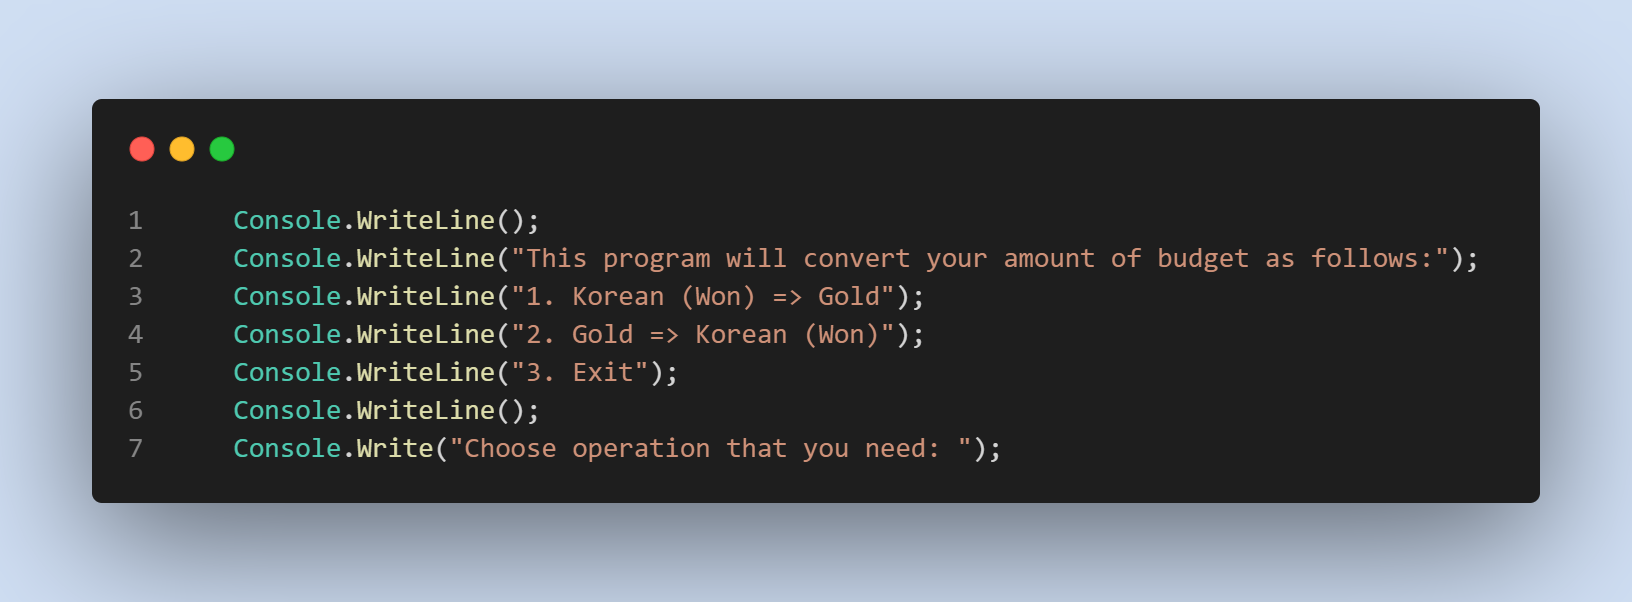 1 Console.WriteLine();
2 Console.WriteLine("This program will convert your amount of budget as follows:");
3 Console.WriteLine("1. Korean (Won) => Gold");
4 Console.WriteLine("2. Gold => Korean (Won)");
5 Console.WriteLine("3. Exit");
6 Console.WriteLine();
7 Console.Write("Choose operation that you need: ");